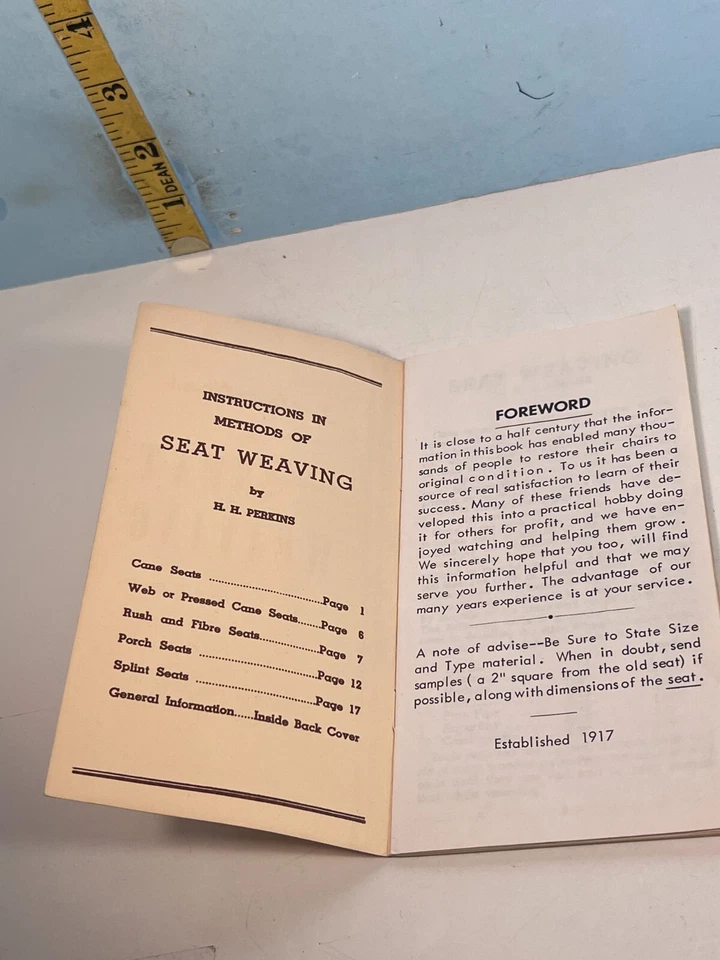 4
3
2
DEAN
1
INSTRUCTIONS IN
METHODS OF
SEAT WEAVING
by
H. H. PERKINS
Cane Seats ..............................Page 1
Web or Pressed Cane Seats.......Page 6
Rush and Fibre Seats..................Page 7
Porch Seats ..............................Page 12
Splint Seats ..............................Page 17
General Information.....Inside Back Cover
FOREWORD
It is close to a half century that the infor-
mation in this book has enabled many thou-
sands of people to restore their chairs to
original condition. To us it has been a
source of real satisfaction to learn of their
success. Many of these friends have de-
veloped this into a practical hobby doing
it for others for profit, and we have en-
joyed watching and helping them grow.
We sincerely hope that you too, will find
this information helpful and that we may
serve you further. The advantage of our
many years experience is at your service.
A note of advise--Be Sure to State Size
and Type material. When in doubt, send
samples ( a 2" square from the old seat) if
possible, along with dimensions of the seat.
Established 1917